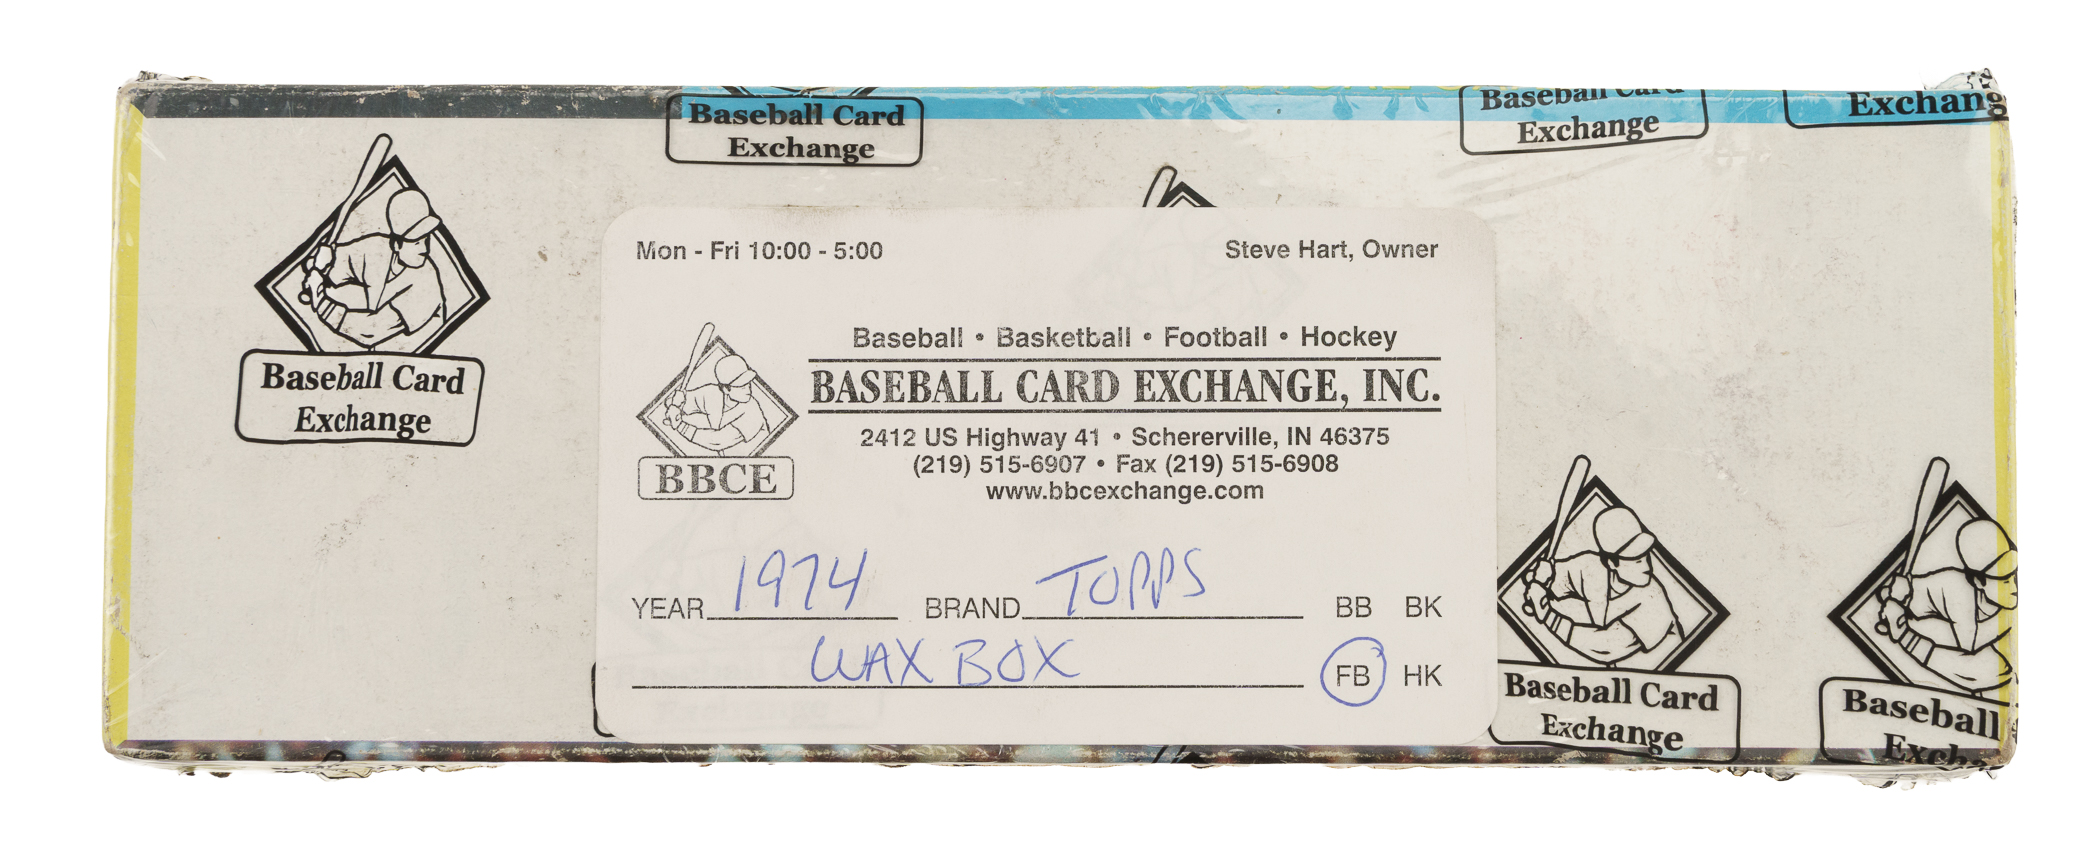 Baseball Card
Exchange
Baseball Card
Exchange
Exchang
Baseball Card
Exchange
Mon - Fri 10:00 - 5:00
Steve Hart, Owner
Baseball • Basketball • Football • Hockey
BASEBALL CARD EXCHANGE, INC.
2412 US Highway 41 • Schererville, IN 46375
(219) 515-6907 • Fax (219) 515-6908
www.bbcexchange.com
BBCE
YEAR 1974 BRAND TOPPS BB BK
WAX BOX FB HK
Baseball Card
Exchange
Baseball
Excha